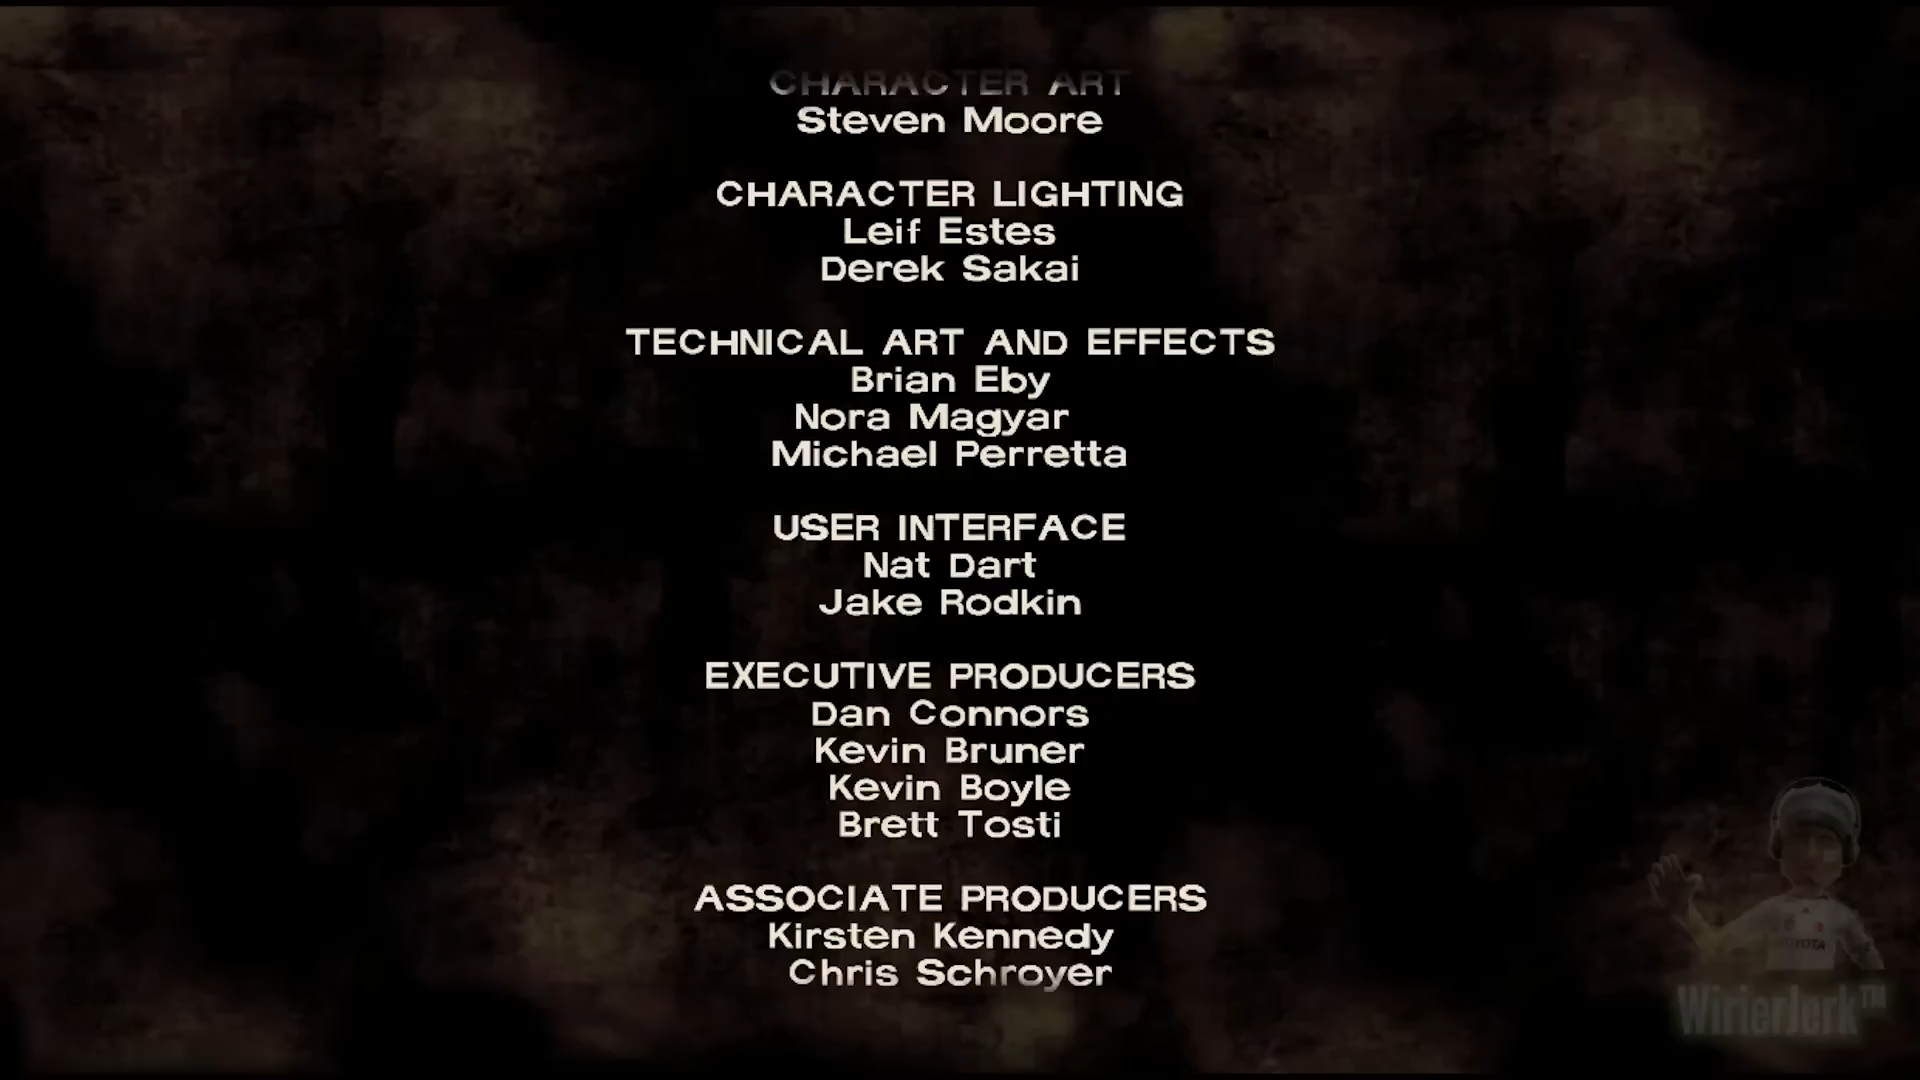 CHARACTER ART
Steven Moore
CHARACTER LIGHTING
Leif Estes
Derek Sakai
TECHNICAL ART AND EFFECTS
Brian Eby
Nora Magyar
Michael Perretta
USER INTERFACE
Nat Dart
Jake Rodkin
EXECUTIVE PRODUCERS
Dan Connors
Kevin Bruner
Kevin Boyle
Brett Tosti
ASSOCIATE PRODUCERS
Kirsten Kennedy
Chris Schroyer
TOYOTA
WirierJerk™